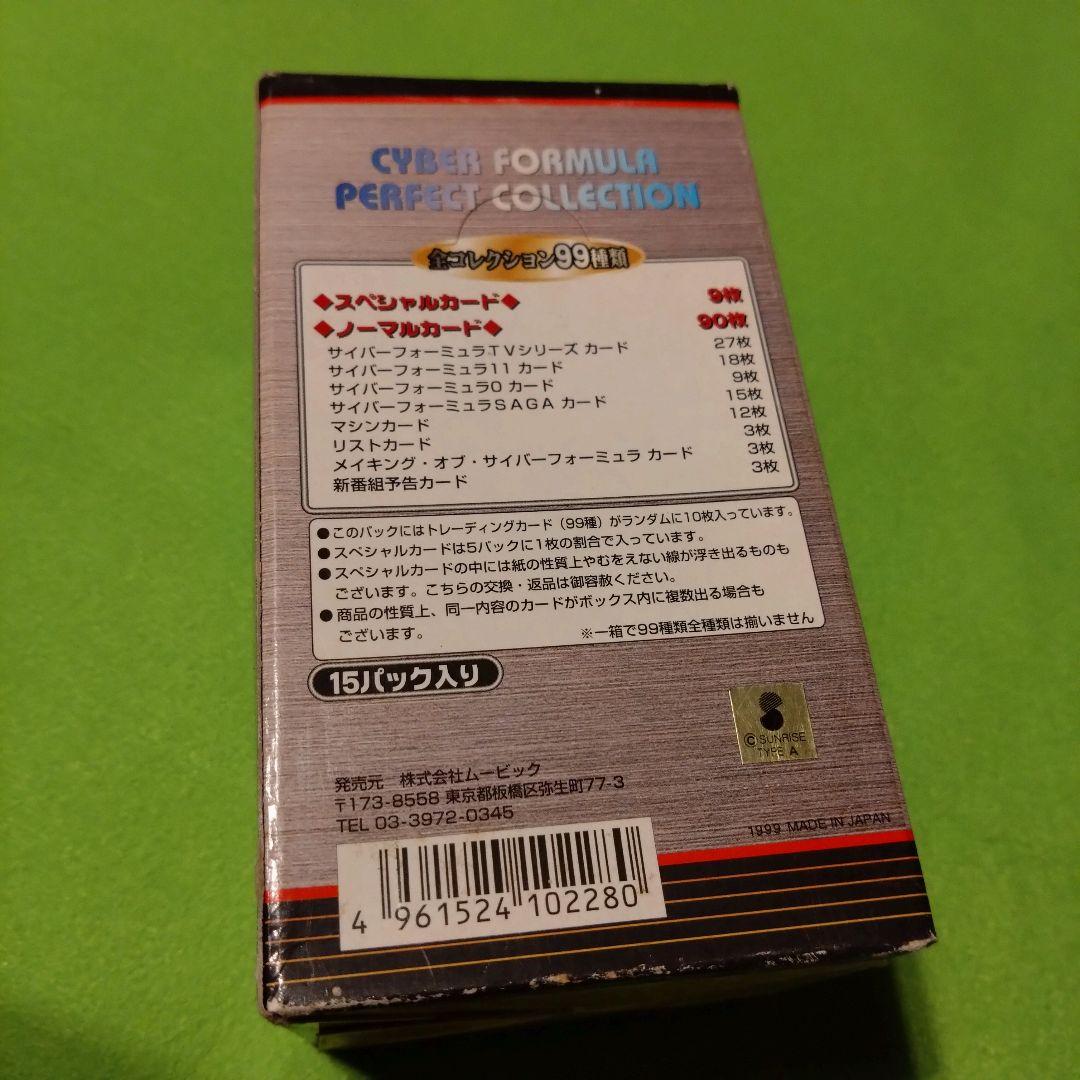 CYBER FORMULA
PERFECT COLLECTION
全コレクション99種類
◆スペシャルカード◆ 9枚
◆ノーマルカード◆ 90枚
サイバーフォーミュラTVシリーズ カード 27枚
サイバーフォーミュラ11 カード 18枚
サイバーフォーミュラ0 カード 9枚
サイバーフォーミュラSAGA カード 15枚
マシンカード 12枚
リストカード 3枚
メイキング・オブ・サイバーフォーミュラ カード 3枚
新番組予告カード 3枚
●このパックにはトレーディングカード（99種）がランダムに10枚入っています。
●スペシャルカードは5パックに1枚の割合で入っています。
●スペシャルカードの中には紙の性質上やむをえない線が浮き出るものも
ございます。こちらの交換・返品は御容赦ください。
●商品の性質上、同一内容のカードがボックス内に複数出る場合も
ございます。 ※一箱で99種類全種類は揃いません
15パック入り
© SUNRISE
TYPE A
発売元 株式会社ムービック
〒173-8558 東京都板橋区弥生町77-3
TEL 03-3972-0345
1999 MADE IN JAPAN
4 961524 102280